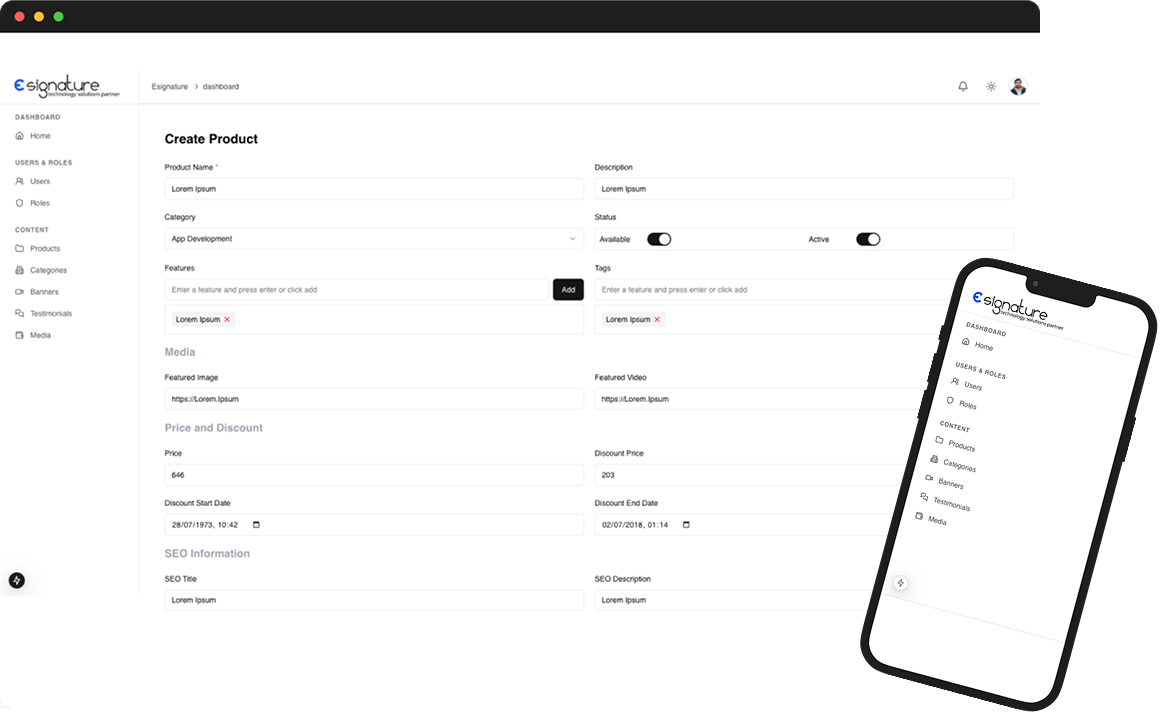 esignature
technology solutions partner
Esignature > dashboard
DASHBOARD
Home
USERS & ROLES
Users
Roles
CONTENT
Products
Categories
Banners
Testimonials
Media
Create Product
Product Name *
Description
Lorem Ipsum
Lorem Ipsum
Category
Status
App Development
Available
Active
Features
Tags
Enter a feature and press enter or click add
Add
Enter a feature and press enter or click add
Lorem Ipsum ×
Lorem Ipsum ×
Media
Featured Image
Featured Video
https://Lorem.Ipsum
https://Lorem.Ipsum
Price and Discount
Price
Discount Price
646
203
Discount Start Date
Discount End Date
28/07/1973, 10:42
02/07/2018, 01:14
SEO Information
SEO Title
SEO Description
Lorem Ipsum
Lorem Ipsum
esignature
technology solutions partner
DASHBOARD
Home
USERS & ROLES
Users
Roles
CONTENT
Products
Categories
Banners
Testimonials
Media